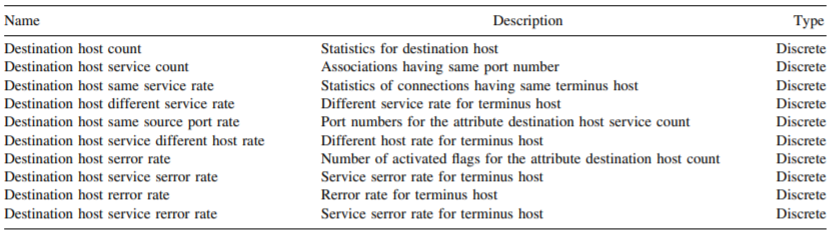 Name Description Type
Destination host count Statistics for destination host Discrete
Destination host service count Associations having same port number Discrete
Destination host same service rate Statistics of connections having same terminus host Discrete
Destination host different service rate Different service rate for terminus host Discrete
Destination host same source port rate Port numbers for the attribute destination host service count Discrete
Destination host service different host rate Different host rate for terminus host Discrete
Destination host serror rate Number of activated flags for the attribute destination host count Discrete
Destination host service serror rate Service serror rate for terminus host Discrete
Destination host rerror rate Rerror rate for terminus host Discrete
Destination host service rerror rate Service serror rate for terminus host Discrete